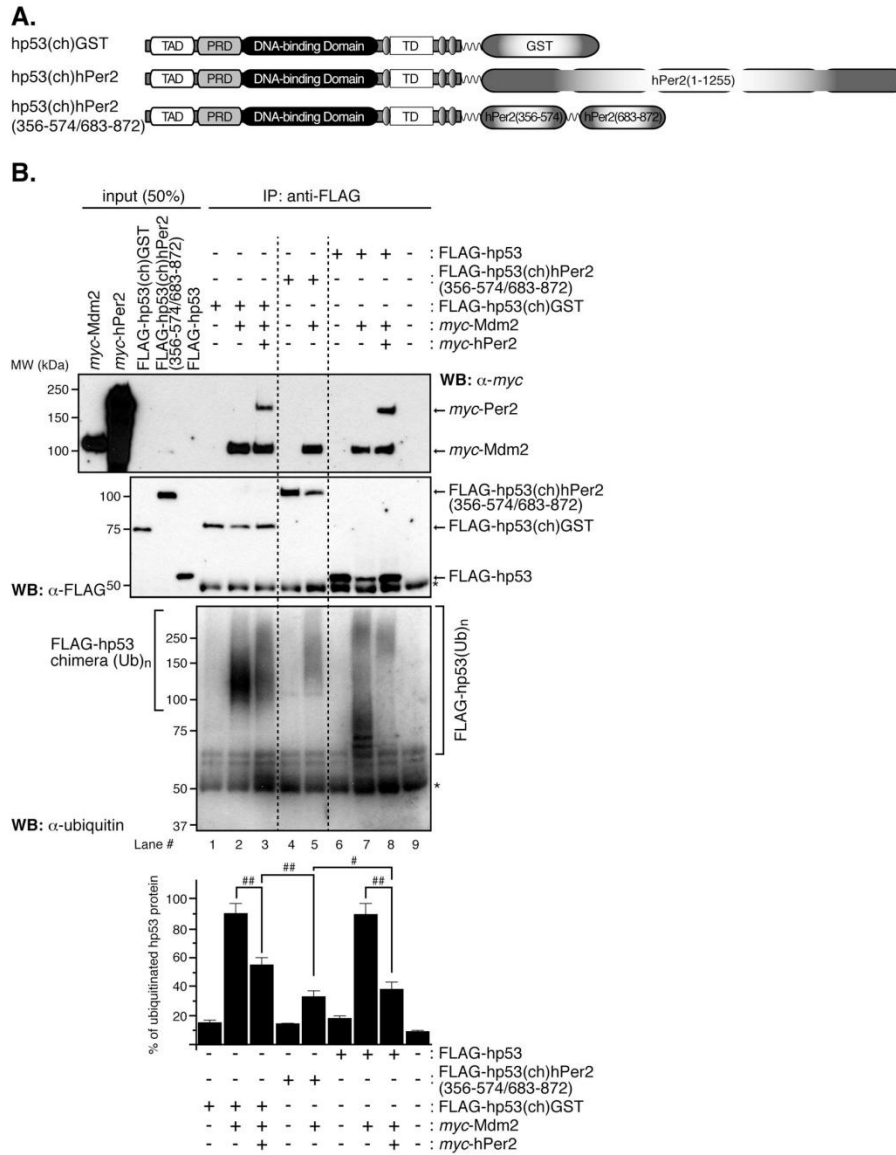 A.
hp53(ch)GST
TAD PRD DNA-binding Domain TD GST
hp53(ch)hPer2
TAD PRD DNA-binding Domain TD hPer2(1-1255)
hp53(ch)hPer2
(356-574/683-872)
TAD PRD DNA-binding Domain TD hPer2(356-574) hPer2(683-872)
B.
input (50%) IP: anti-FLAG
myc-Mdm2
myc-hPer2
FLAG-hp53(ch)GST
FLAG-hp53(ch)hPer2
(356-574/683-872)
FLAG-hp53
- - - - - + + + - : FLAG-hp53
- - - + + - - - - : FLAG-hp53(ch)hPer2
(356-574/683-872)
+ + + - - - - - - : FLAG-hp53(ch)GST
- + + - + - + + - : myc-Mdm2
- - + - - - - + - : myc-hPer2
MW (kDa)
WB: α-myc
250
150
100
← myc-Per2
← myc-Mdm2
100
75
50
← FLAG-hp53(ch)hPer2
(356-574/683-872)
← FLAG-hp53(ch)GST
← FLAG-hp53
*
WB: α-FLAG
FLAG-hp53
chimera (Ub)n
250
150
100
75
50
37
FLAG-hp53(Ub)n
*
WB: α-ubiquitin
Lane # 1 2 3 4 5 6 7 8 9
% of ubiquitinated hp53 protein
100
80
60
40
20
## ## # ##
- - - - - + + + - : FLAG-hp53
- - - + + - - - - : FLAG-hp53(ch)hPer2
(356-574/683-872)
+ + + - - - - - - : FLAG-hp53(ch)GST
- + + - + - + + - : myc-Mdm2
- - + - - - - + - : myc-hPer2